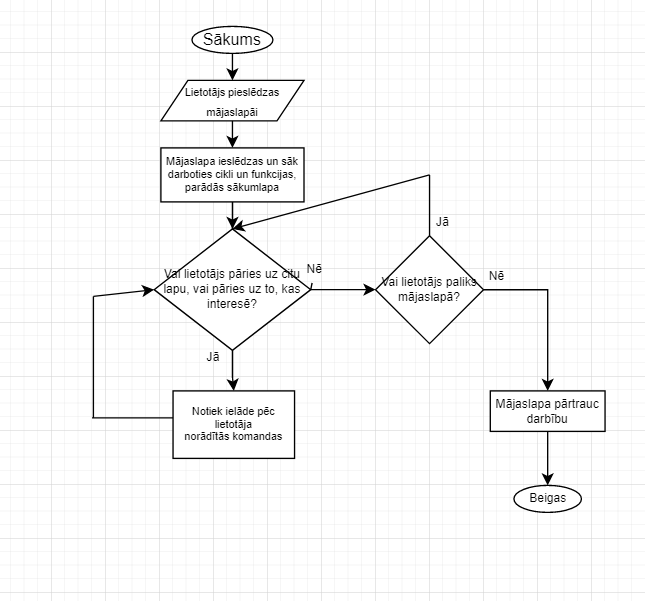 Sākums
Lietotājs pieslēdzas
mājaslapāi
Mājaslapa ieslēdzas un sāk
darboties cikli un funkcijas,
parādās sākumlapa
Jā
Vai lietotājs pāries uz citu
lapu, vai pāries uz to, kas
interesē?
Nē
Vai lietotājs paliks
mājaslapā?
Nē
Jā
Notiek ielāde pēc
lietotāja
norādītās komandas
Mājaslapa pārtrauc
darbību
Beigas